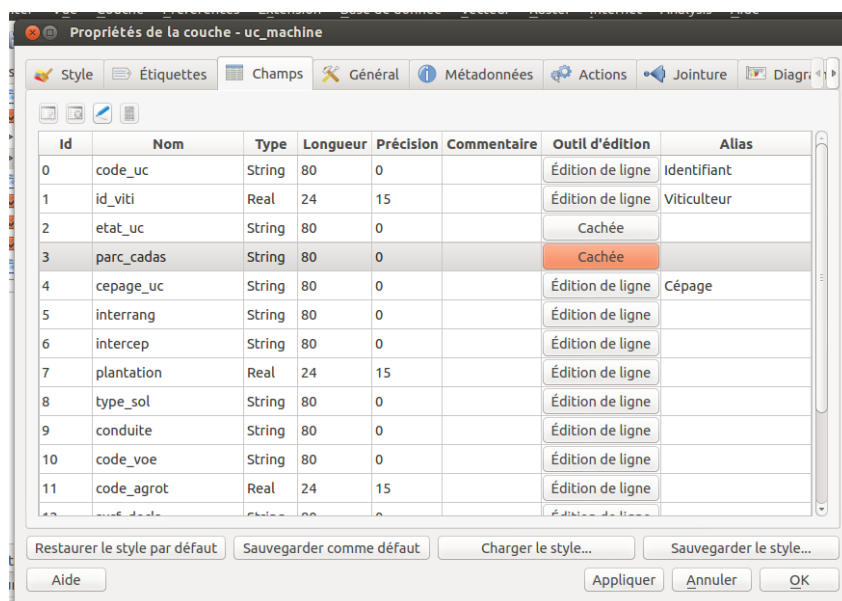 Propriétés de la couche - uc_machine
Style Étiquettes Champs Général Métadonnées Actions Jointure Diagra
Id Nom Type Longueur Précision Commentaire Outil d'édition Alias
0 code_uc String 80 0 Édition de ligne Identifiant
1 id_viti Real 24 15 Édition de ligne Viticulteur
2 etat_uc String 80 0 Cachée
3 parc_cadas String 80 0 Cachée
4 cepage_uc String 80 0 Édition de ligne Cépage
5 interrang String 80 0 Édition de ligne
6 intercep String 80 0 Édition de ligne
7 plantation Real 24 15 Édition de ligne
8 type_sol String 80 0 Édition de ligne
9 conduite String 80 0 Édition de ligne
10 code_voe String 80 0 Édition de ligne
11 code_agrot Real 24 15 Édition de ligne
Restaurer le style par défaut Sauvegarder comme défaut Charger le style... Sauvegarder le style...
Aide Appliquer Annuler OK